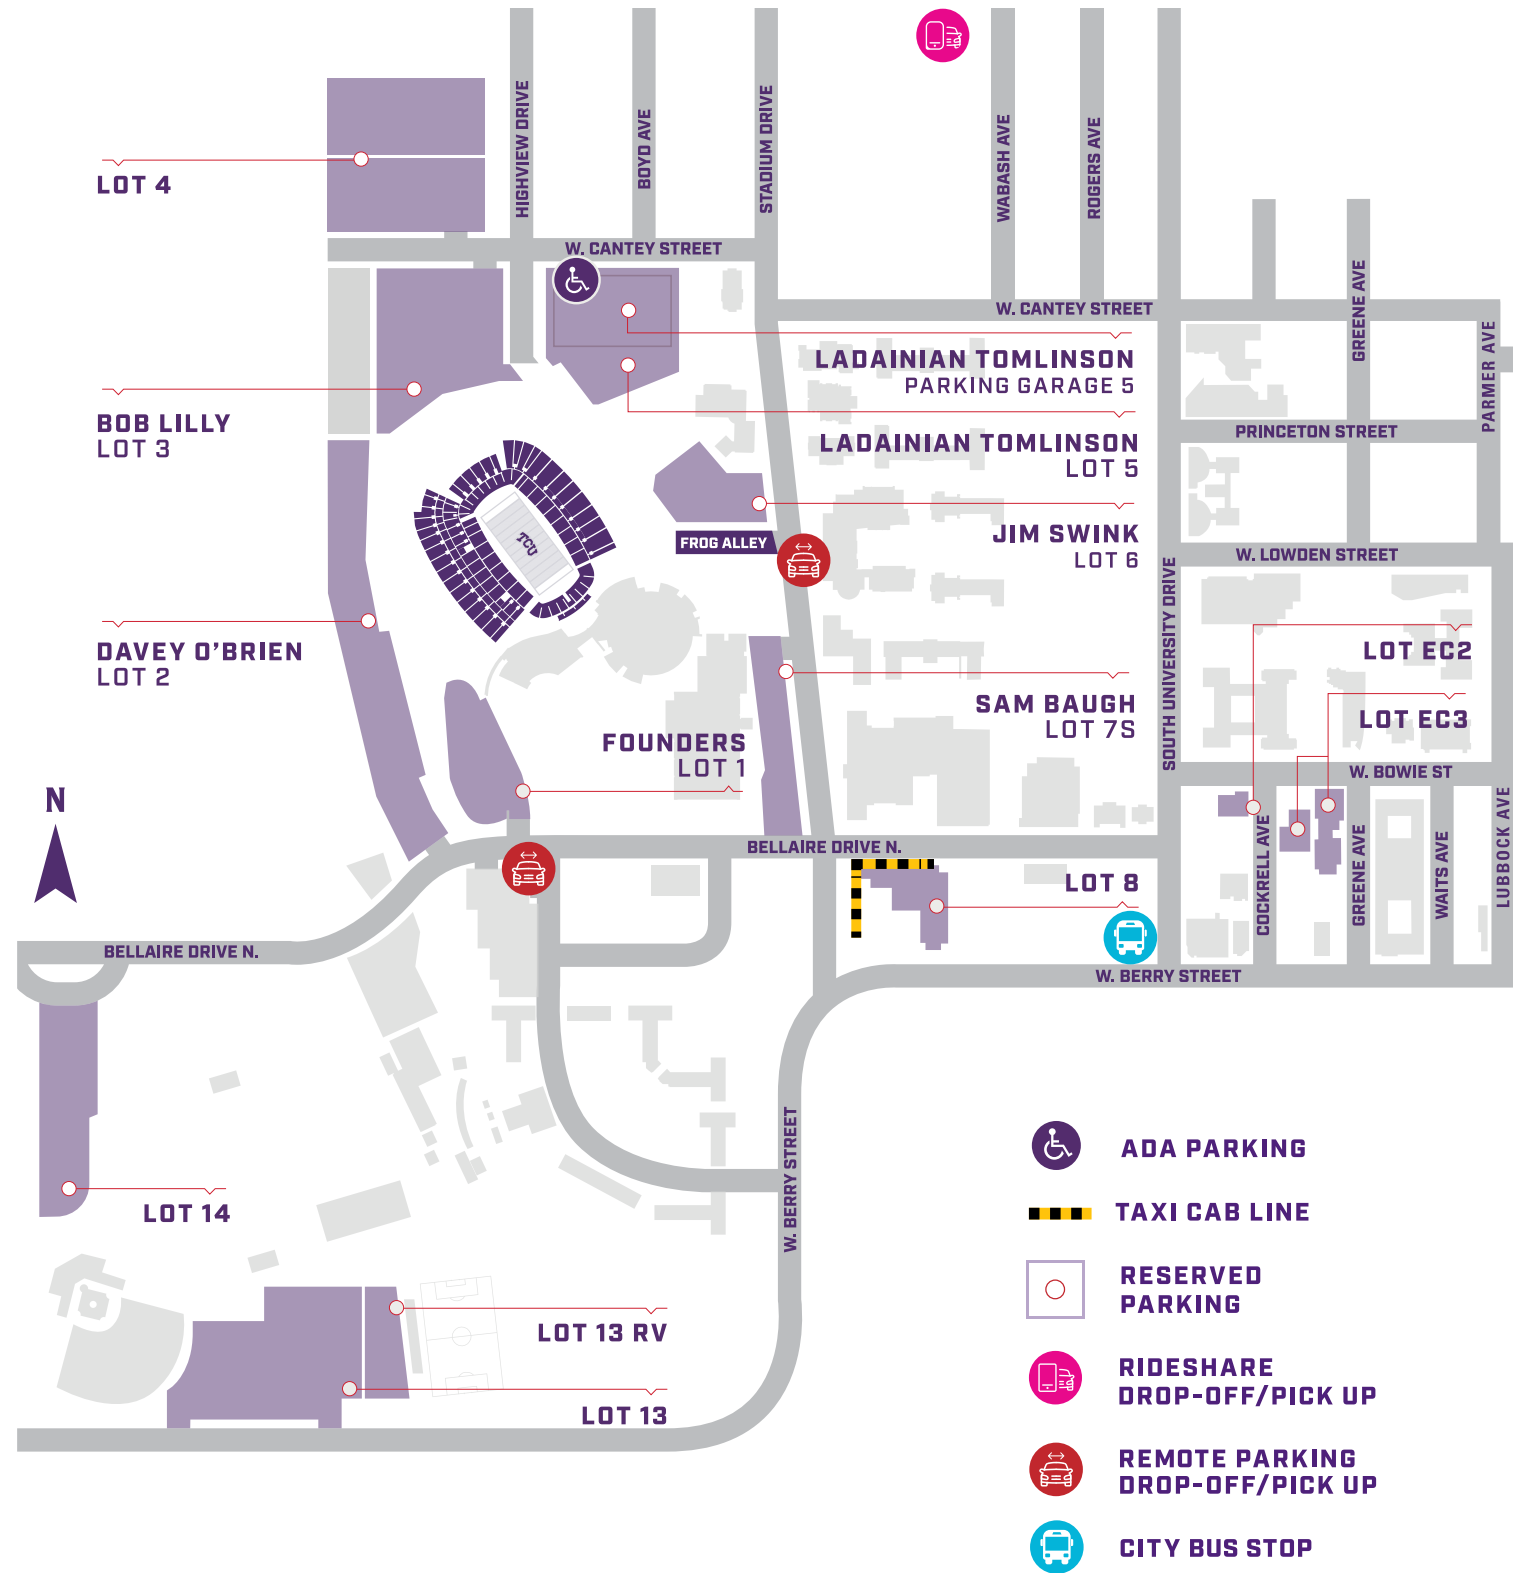 HIGHVIEW DRIVE
BOYD AVE
STADIUM DRIVE
WABASH AVE
ROGERS AVE
LOT 4
W. CANTEY STREET
W. CANTEY STREET
GREENE AVE
PARMER AVE
LADAINIAN TOMLINSON
PARKING GARAGE 5
BOB LILLY
LOT 3
LADAINIAN TOMLINSON
LOT 5
PRINCETON STREET
TCU
JIM SWINK
LOT 6
FROG ALLEY
W. LOWDEN STREET
SOUTH UNIVERSITY DRIVE
DAVEY O'BRIEN
LOT 2
LOT EC2
SAM BAUGH
LOT 7S
LOT EC3
FOUNDERS
LOT 1
W. BOWIE ST
N
BELLAIRE DRIVE N.
COCKRELL AVE
GREENE AVE
WAITS AVE
LUBBOCK AVE
LOT 8
BELLAIRE DRIVE N.
W. BERRY STREET
W. BERRY STREET
LOT 14
LOT 13 RV
LOT 13
ADA PARKING
TAXI CAB LINE
RESERVED
PARKING
RIDESHARE
DROP-OFF/PICK UP
REMOTE PARKING
DROP-OFF/PICK UP
CITY BUS STOP